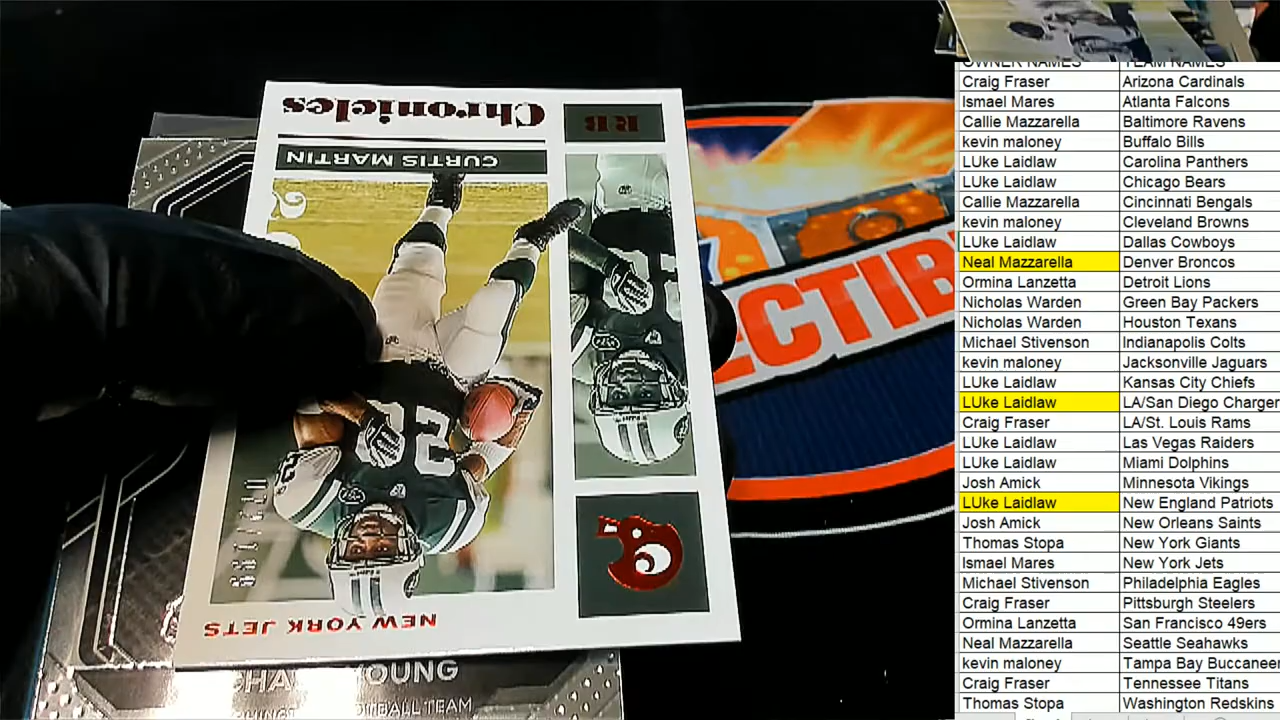 Chronicles
RB
CURTIS MARTIN
NEW YORK JETS
YOUNG
BALL TEAM
ECTIB
OWNER NAMES TEAM NAMES
Craig Fraser Arizona Cardinals
Ismael Mares Atlanta Falcons
Callie Mazzarella Baltimore Ravens
kevin maloney Buffalo Bills
LUke Laidlaw Carolina Panthers
LUke Laidlaw Chicago Bears
Callie Mazzarella Cincinnati Bengals
kevin maloney Cleveland Browns
LUke Laidlaw Dallas Cowboys
Neal Mazzarella Denver Broncos
Ormina Lanzetta Detroit Lions
Nicholas Warden Green Bay Packers
Nicholas Warden Houston Texans
Michael Stivenson Indianapolis Colts
kevin maloney Jacksonville Jaguars
LUke Laidlaw Kansas City Chiefs
LUke Laidlaw LA/San Diego Charger
Craig Fraser LA/St. Louis Rams
LUke Laidlaw Las Vegas Raiders
LUke Laidlaw Miami Dolphins
Josh Amick Minnesota Vikings
LUke Laidlaw New England Patriots
Josh Amick New Orleans Saints
Thomas Stopa New York Giants
Ismael Mares New York Jets
Michael Stivenson Philadelphia Eagles
Craig Fraser Pittsburgh Steelers
Ormina Lanzetta San Francisco 49ers
Neal Mazzarella Seattle Seahawks
kevin maloney Tampa Bay Buccaneer
Craig Fraser Tennessee Titans
Thomas Stopa Washington Redskins